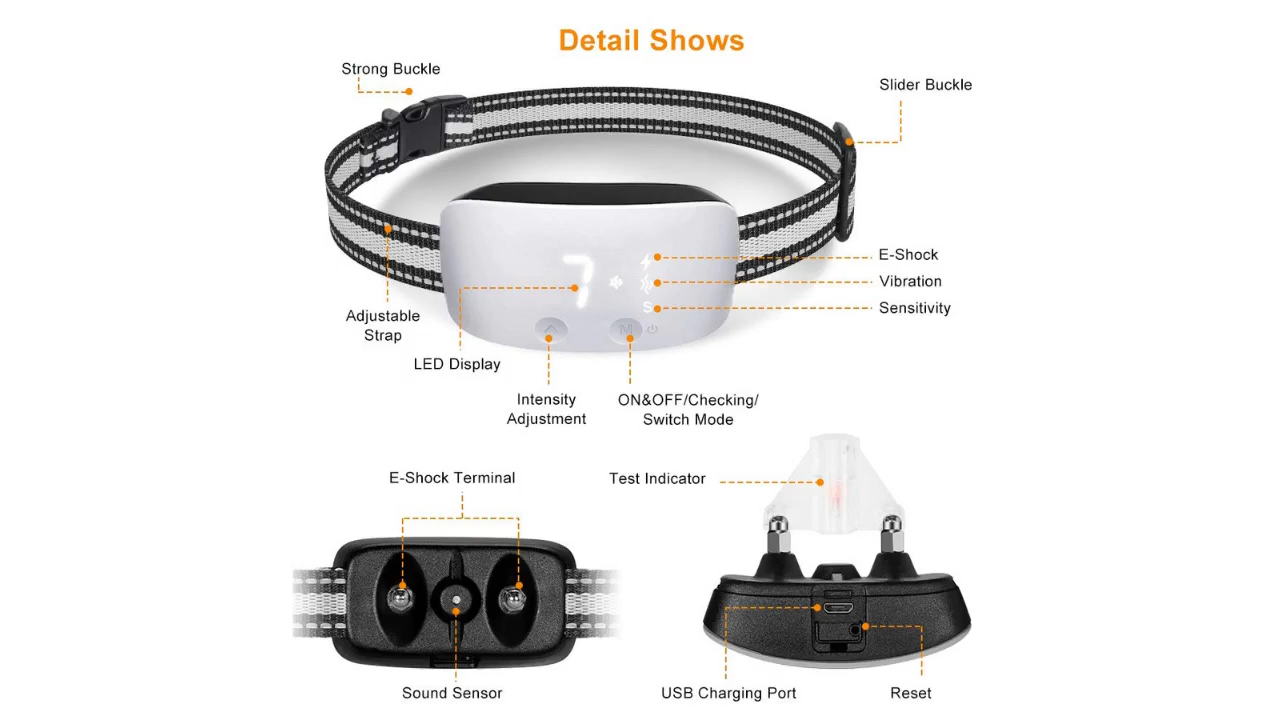 Detail Shows
Strong Buckle
Slider Buckle
E-Shock
Vibration
Sensitivity
7
S
M
Adjustable
Strap
LED Display
Intensity
Adjustment
ON&OFF/Checking/
Switch Mode
E-Shock Terminal
Test Indicator
Sound Sensor
USB Charging Port
Reset